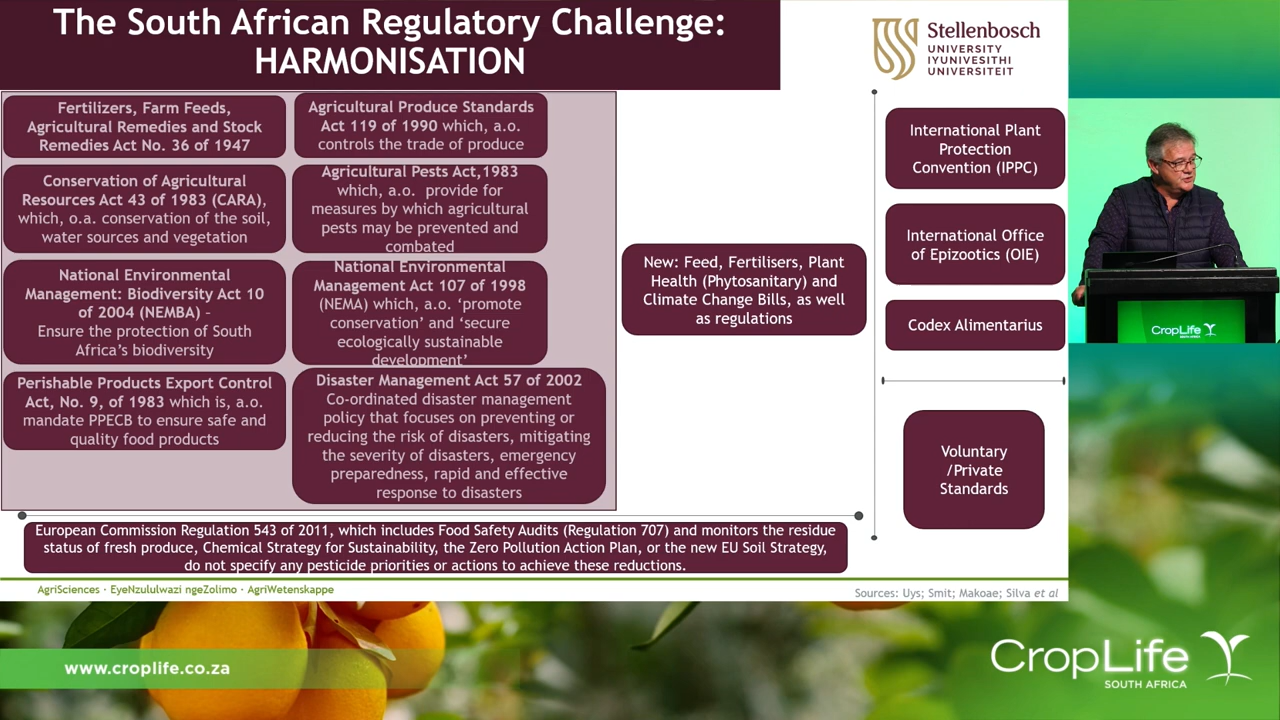 The South African Regulatory Challenge:
HARMONISATION
Stellenbosch
UNIVERSITY
IYUNIVESITHI
UNIVERSITEIT
Fertilizers, Farm Feeds,
Agricultural Remedies and Stock
Remedies Act No. 36 of 1947
Agricultural Produce Standards
Act 119 of 1990 which, a.o.
controls the trade of produce
Conservation of Agricultural
Resources Act 43 of 1983 (CARA),
which, o.a. conservation of the soil,
water sources and vegetation
Agricultural Pests Act,1983
which, a.o. provide for
measures by which agricultural
pests may be prevented and
combated
National Environmental
Management: Biodiversity Act 10
of 2004 (NEMBA) –
Ensure the protection of South
Africa's biodiversity
National Environmental
Management Act 107 of 1998
(NEMA) which, a.o. 'promote
conservation' and 'secure
ecologically sustainable
development'
Perishable Products Export Control
Act, No. 9, of 1983 which is, a.o.
mandate PPECB to ensure safe and
quality food products
Disaster Management Act 57 of 2002
Co-ordinated disaster management
policy that focuses on preventing or
reducing the risk of disasters, mitigating
the severity of disasters, emergency
preparedness, rapid and effective
response to disasters
New: Feed, Fertilisers, Plant
Health (Phytosanitary) and
Climate Change Bills, as well
as regulations
International Plant
Protection
Convention (IPPC)
International Office
of Epizootics (OIE)
Codex Alimentarius
Voluntary
/Private
Standards
European Commission Regulation 543 of 2011, which includes Food Safety Audits (Regulation 707) and monitors the residue
status of fresh produce, Chemical Strategy for Sustainability, the Zero Pollution Action Plan, or the new EU Soil Strategy,
do not specify any pesticide priorities or actions to achieve these reductions.
AgriSciences · EyeNzululwazi ngeZolimo · AgriWetenskappe
Sources: Uys; Smit; Makoae; Silva et al
CropLife
SOUTH AFRICA
www.croplife.co.za
CropLife
SOUTH AFRICA